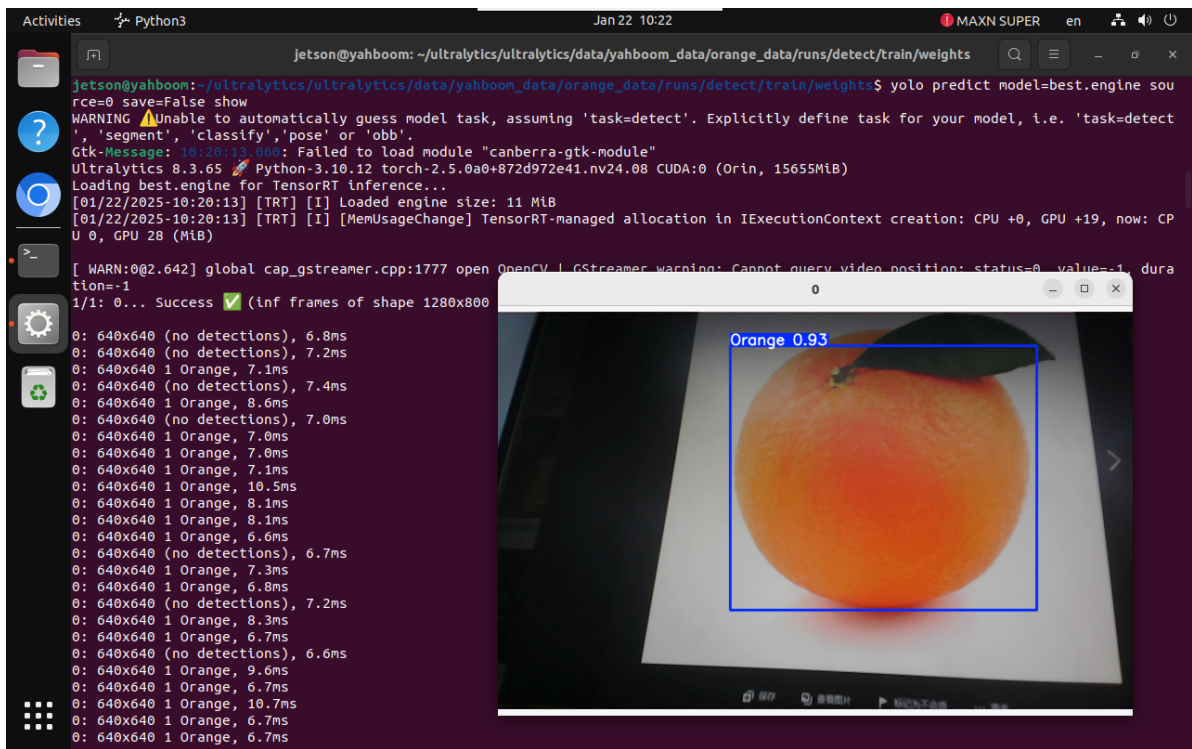 Activities
Python3
Jan 22 10:22
MAXN SUPER
en
jetson@yahboom: ~/ultralytics/ultralytics/data/yahboom_data/orange_data/runs/detect/train/weights
jetson@yahboom:~/ultralytics/ultralytics/data/yahboom_data/orange_data/runs/detect/train/weights$ yolo predict model=best.engine sou
rce=0 save=False show
WARNING ⚠️Unable to automatically guess model task, assuming 'task=detect'. Explicitly define task for your model, i.e. 'task=detect
', 'segment', 'classify','pose' or 'obb'.
Gtk-Message: 10:20:13.060: Failed to load module "canberra-gtk-module"
Ultralytics 8.3.65 🚀 Python-3.10.12 torch-2.5.0a0+872d972e41.nv24.08 CUDA:0 (Orin, 15655MiB)
Loading best.engine for TensorRT inference...
[01/22/2025-10:20:13] [TRT] [I] Loaded engine size: 11 MiB
[01/22/2025-10:20:13] [TRT] [I] [MemUsageChange] TensorRT-managed allocation in IExecutionContext creation: CPU +0, GPU +19, now: CP
U 0, GPU 28 (MiB)
[ WARN:0@2.642] global cap_gstreamer.cpp:1777 open OpenCV | GStreamer warning: Cannot query video position: status=0, value=-1, dura
tion=-1
1/1: 0... Success ✅ (inf frames of shape 1280x800
0: 640x640 (no detections), 6.8ms
0: 640x640 (no detections), 7.2ms
0: 640x640 1 Orange, 7.1ms
0: 640x640 (no detections), 7.4ms
0: 640x640 1 Orange, 8.6ms
0: 640x640 (no detections), 7.0ms
0: 640x640 1 Orange, 7.0ms
0: 640x640 1 Orange, 7.0ms
0: 640x640 1 Orange, 7.1ms
0: 640x640 1 Orange, 10.5ms
0: 640x640 1 Orange, 8.1ms
0: 640x640 1 Orange, 8.1ms
0: 640x640 1 Orange, 6.6ms
0: 640x640 (no detections), 6.7ms
0: 640x640 1 Orange, 7.3ms
0: 640x640 1 Orange, 6.8ms
0: 640x640 (no detections), 7.2ms
0: 640x640 1 Orange, 8.3ms
0: 640x640 1 Orange, 6.7ms
0: 640x640 (no detections), 6.6ms
0: 640x640 1 Orange, 9.6ms
0: 640x640 1 Orange, 6.7ms
0: 640x640 1 Orange, 10.7ms
0: 640x640 1 Orange, 6.7ms
0: 640x640 1 Orange, 6.7ms
0
Orange 0.93
保存
查看图片